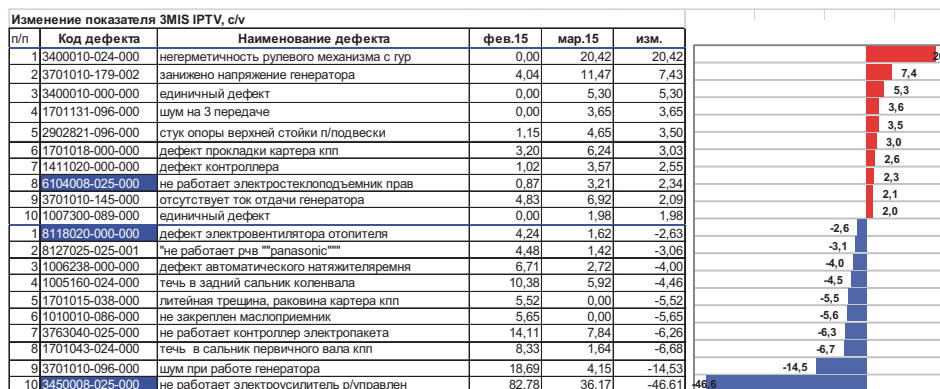 Изменение показателя 3MIS IPTV, c/v
п/п Код дефекта Наименование дефекта фев.15 мар.15 изм.
1 3400010-024-000 негерметичность рулевого механизма с гур 0,00 20,42 20,42
2 3701010-179-002 занижено напряжение генератора 4,04 11,47 7,43 7,4
3 3400010-000-000 единичный дефект 0,00 5,30 5,30 5,3
4 1701131-096-000 шум на 3 передаче 0,00 3,65 3,65 3,6
5 2902821-096-000 стук опоры верхней стойки п/подвески 1,15 4,65 3,50 3,5
6 1701018-000-000 дефект прокладки картера кпп 3,20 6,24 3,03 3,0
7 1411020-000-000 дефект контроллера 1,02 3,57 2,55 2,6
8 6104008-025-000 не работает электростеклоподъемник прав 0,87 3,21 2,34 2,3
9 3701010-145-000 отсутствует ток отдачи генератора 4,83 6,92 2,09 2,1
10 1007300-089-000 единичный дефект 0,00 1,98 1,98 2,0
1 8118020-000-000 дефект электровентилятора отопителя 4,24 1,62 -2,63 -2,6
2 8127025-025-001 "не работает рчв ""panasonic""" 4,48 1,42 -3,06 -3,1
3 1006238-000-000 дефект автоматического натяжителяремня 6,71 2,72 -4,00 -4,0
4 1005160-024-000 течь в задний сальник коленвала 10,38 5,92 -4,46 -4,5
5 1701015-038-000 литейная трещина, раковина картера кпп 5,52 0,00 -5,52 -5,5
6 1010010-086-000 не закреплен маслоприемник 5,65 0,00 -5,65 -5,6
7 3763040-025-000 не работает контроллер электропакета 14,11 7,84 -6,26 -6,3
8 1701043-024-000 течь в сальник первичного вала кпп 8,33 1,64 -6,68 -6,7
9 3701010-096-000 шум при работе генератора 18,69 4,15 -14,53 -14,5
10 3450008-025-000 не работает электроусилитель р/управлен 82,78 36,17 -46,61 -46,6